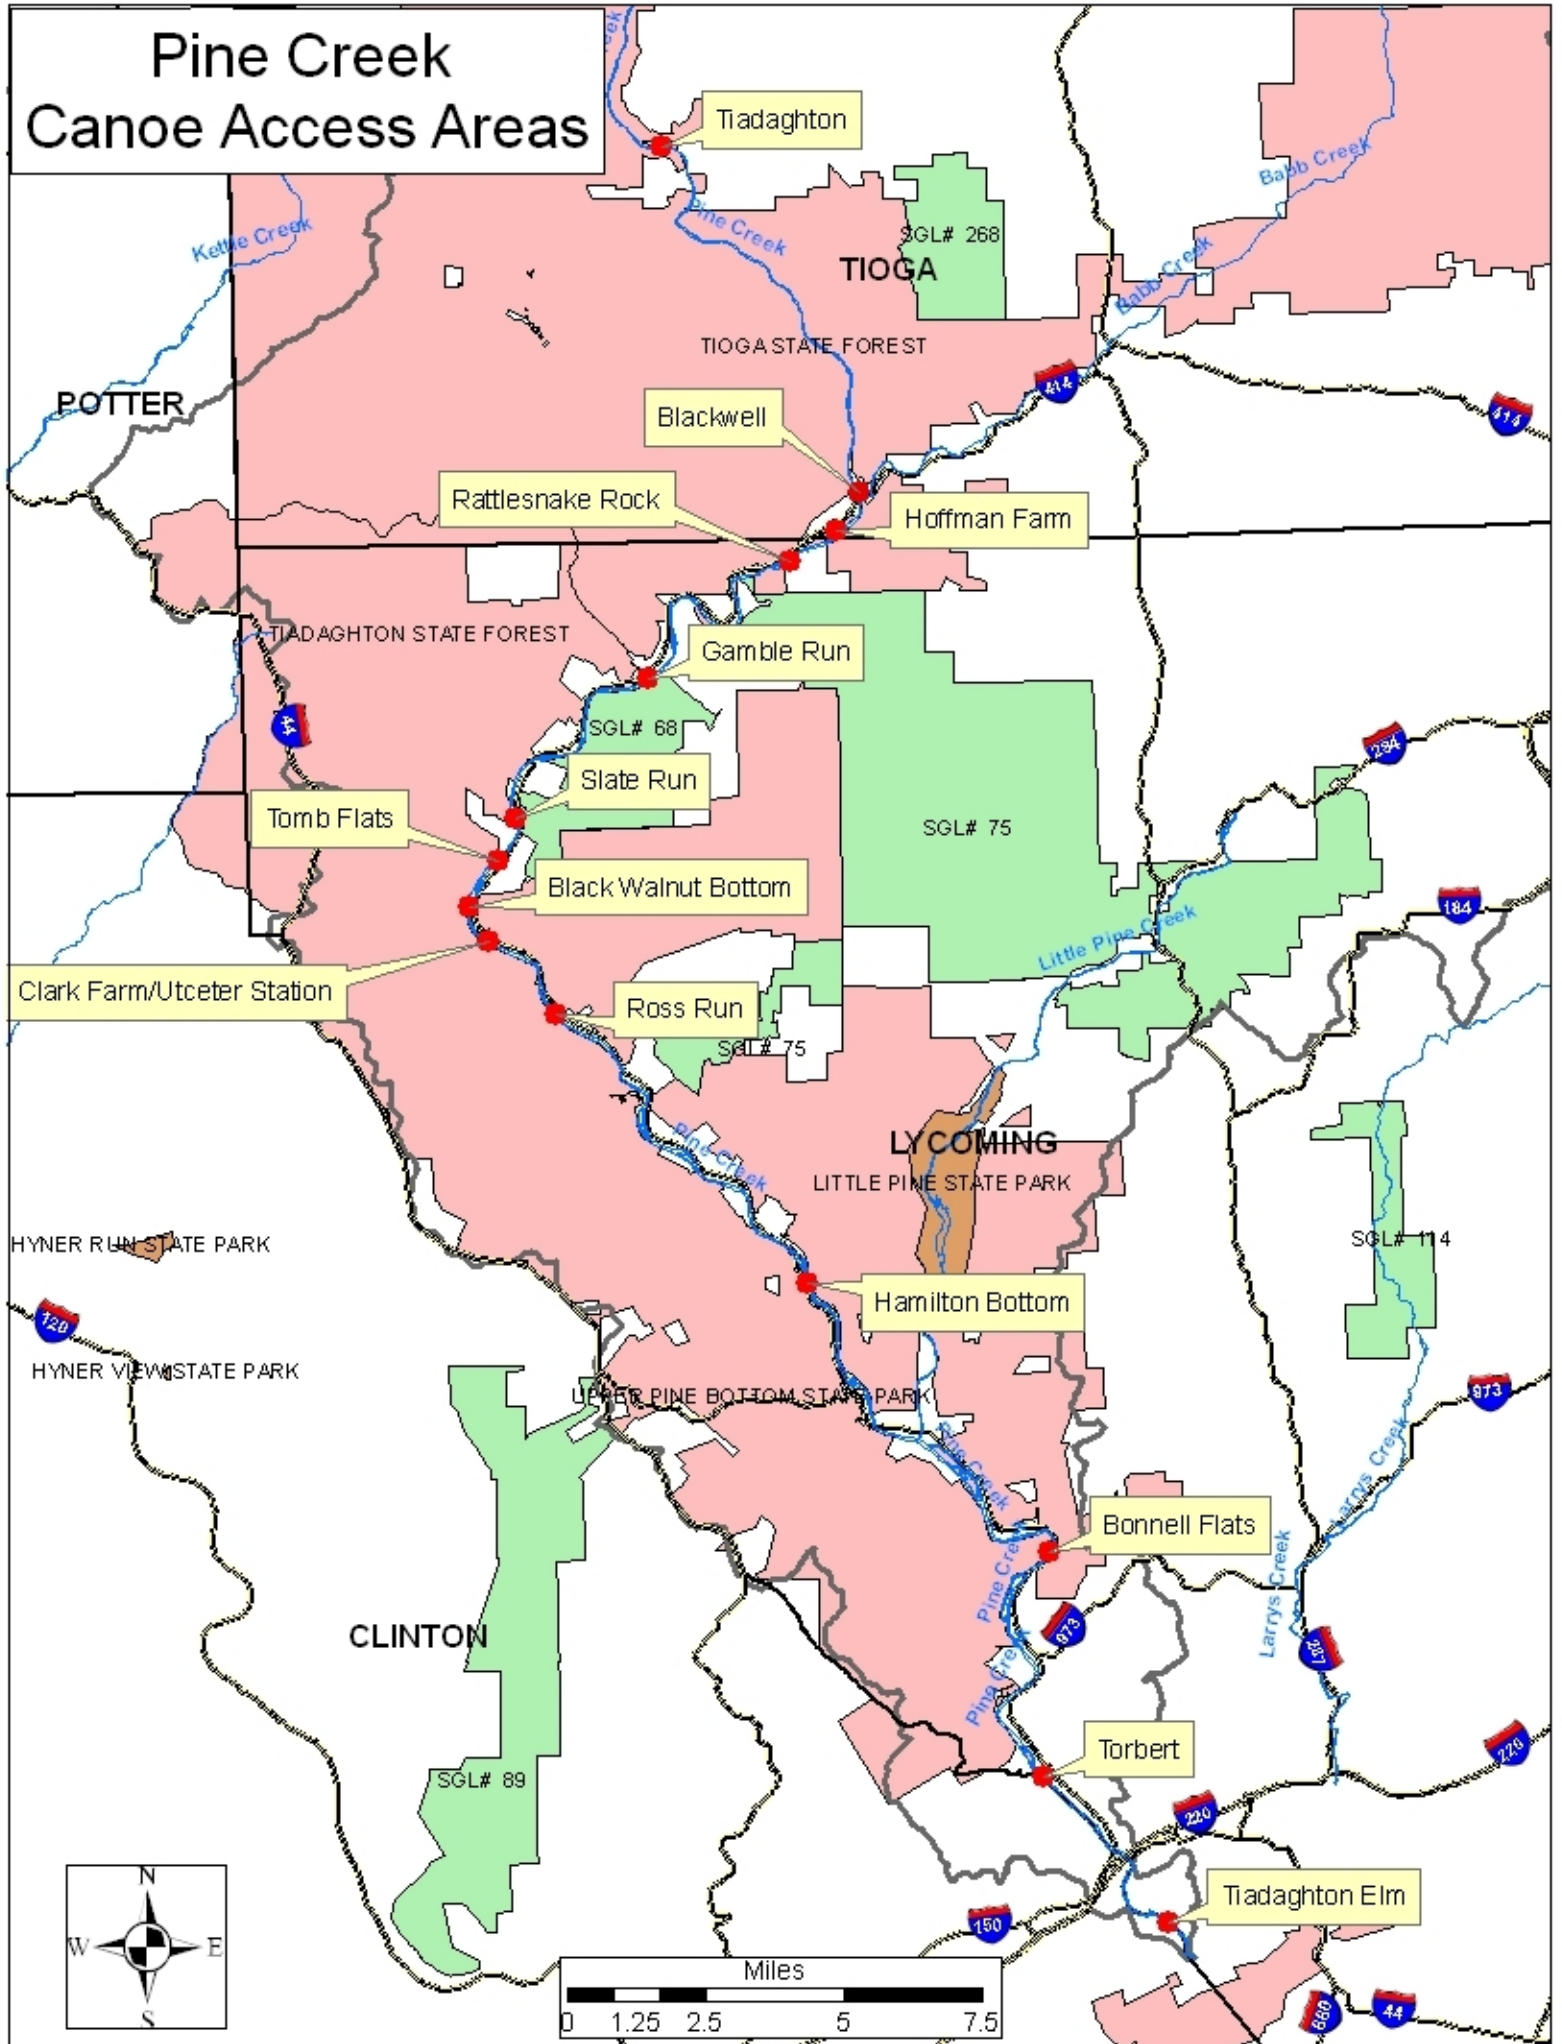 Pine Creek
Canoe Access Areas
Tiadaghton
Babb Creek
Pine Creek
Kettle Creek
SGL# 268
TIOGA
Babb Creek
TIOGA STATE FOREST
414
POTTER
Blackwell
414
Rattlesnake Rock
Hoffman Farm
TIADAGHTON STATE FOREST
Gamble Run
44
SGL# 68
284
Slate Run
Tomb Flats
SGL# 75
Black Walnut Bottom
184
Little Pine Creek
Clark Farm/Utceter Station
Ross Run
SGL# 75
Pine Creek
LYCOMING
LITTLE PINE STATE PARK
HYNER RUN STATE PARK
SGL# 114
Hamilton Bottom
120
HYNER VIEW STATE PARK
UPPER PINE BOTTOM STATE PARK
973
Pine Creek
Larrys Creek
Bonnell Flats
Pine Creek
Larrys Creek
973
CLINTON
287
Pine Creek
Torbert
220
SGL# 89
220
N
Tiadaghton Elm
150
W
E
Miles
S
0 1.25 2.5 5 7.5
880
44